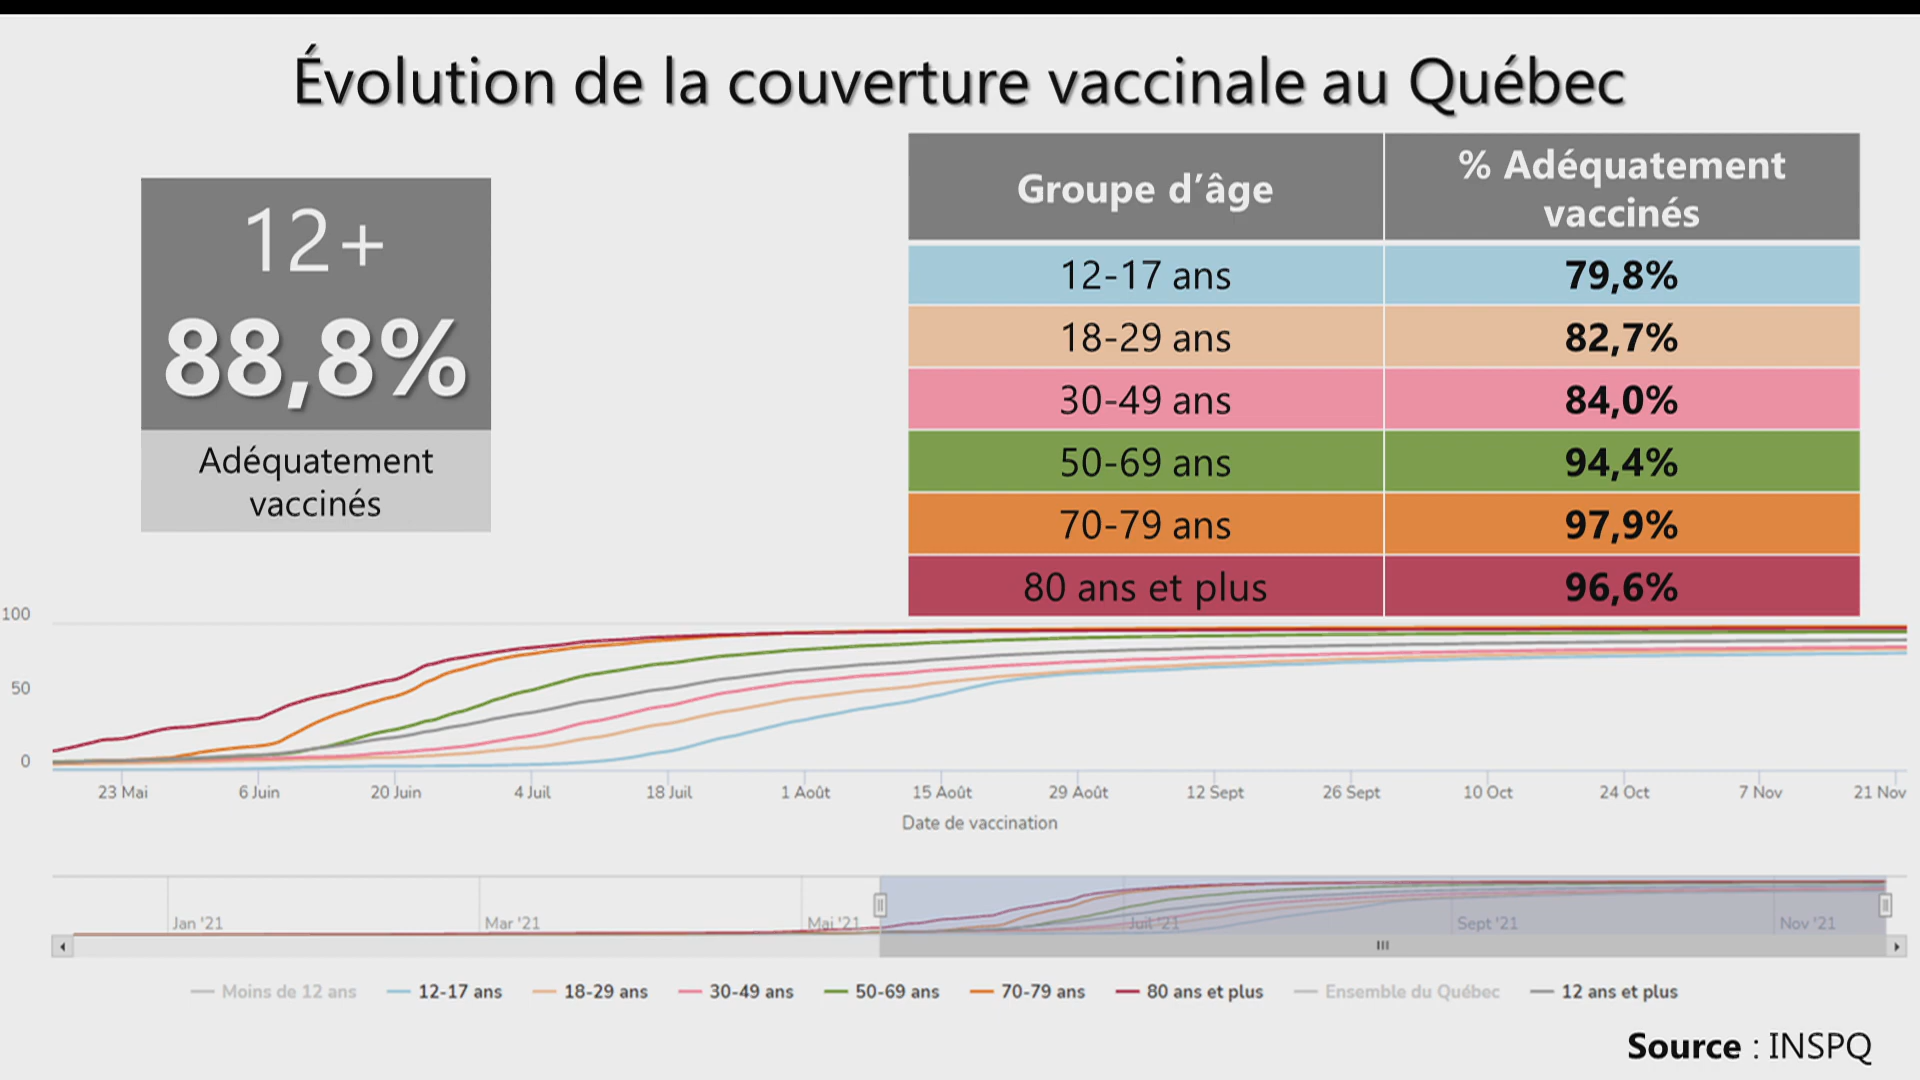 Évolution de la couverture vaccinale au Québec
12+
88,8%
Adéquatement
vaccinés
Groupe d’âge
% Adéquatement
vaccinés
12-17 ans 79,8%
18-29 ans 82,7%
30-49 ans 84,0%
50-69 ans 94,4%
70-79 ans 97,9%
80 ans et plus 96,6%
100
50
0
23 Mai 6 Juin 20 Juin 4 Juil 18 Juil 1 Août 15 Août 29 Août 12 Sept 26 Sept 10 Oct 24 Oct 7 Nov 21 Nov
Date de vaccination
Jan '21 Mar '21 Mai '21 Juil '21 Sept '21 Nov '21
Moins de 12 ans 12-17 ans 18-29 ans 30-49 ans 50-69 ans 70-79 ans 80 ans et plus Ensemble du Québec 12 ans et plus
Source : INSPQ